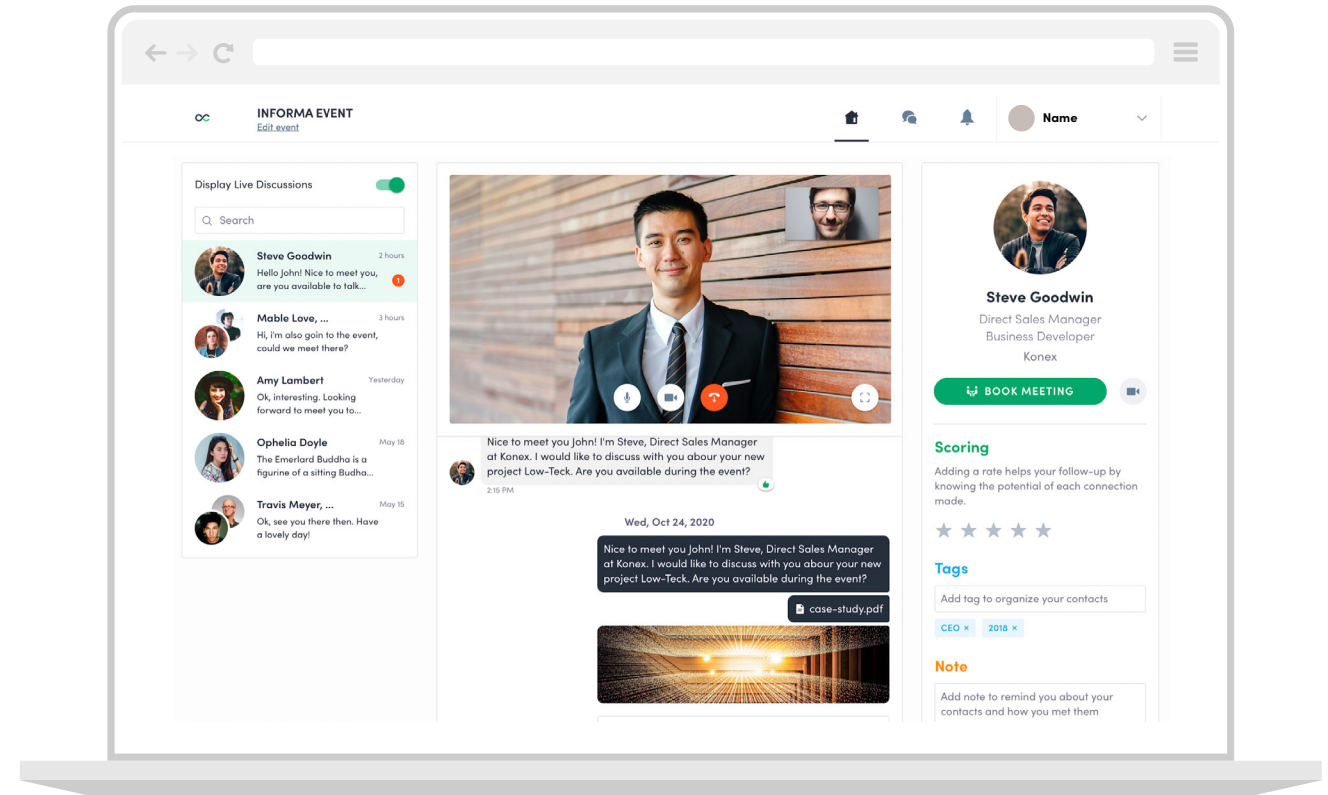 INFORMA EVENT
Edit event
Name
Display Live Discussions
Search
Steve Goodwin
2 hours
Hello John! Nice to meet you,
are you available to talk...
1
Mable Love, ...
3 hours
Hi, i'm also goin to the event,
could we meet there?
Amy Lambert
Yesterday
Ok, interesting. Looking
forward to meet you to...
Ophelia Doyle
May 18
The Emerlard Buddha is a
figurine of a sitting Budha...
Travis Meyer, ...
May 15
Ok, see you there then. Have
a lovely day!
Nice to meet you John! I'm Steve, Direct Sales Manager
at Konex. I would like to discuss with you abour your new
project Low-Teck. Are you available during the event?
2:15 PM
Wed, Oct 24, 2020
Nice to meet you John! I'm Steve, Direct Sales Manager
at Konex. I would like to discuss with you abour your new
project Low-Teck. Are you available during the event?
case-study.pdf
Steve Goodwin
Direct Sales Manager
Business Developer
Konex
BOOK MEETING
Scoring
Adding a rate helps your follow-up by
knowing the potential of each connection
made.
Tags
Add tag to organize your contacts
CEO ×
2018 ×
Note
Add note to remind you about your
contacts and how you met them